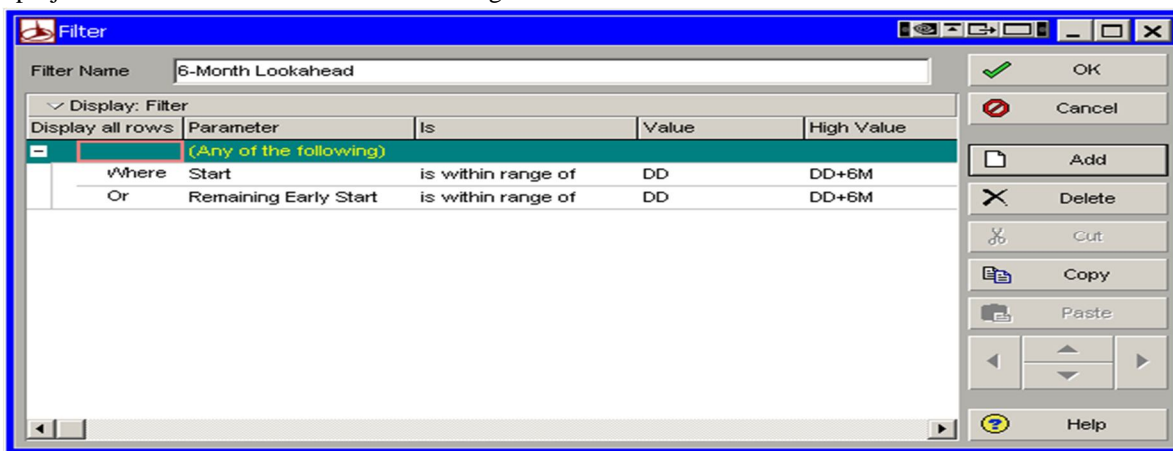 Filter
Filter Name 6-Month Lookahead
Display: Filter
Display all rows Parameter Is Value High Value
(Any of the following)
Where Start is within range of DD DD+6M
Or Remaining Early Start is within range of DD DD+6M
OK
Cancel
Add
Delete
Cut
Copy
Paste
Help